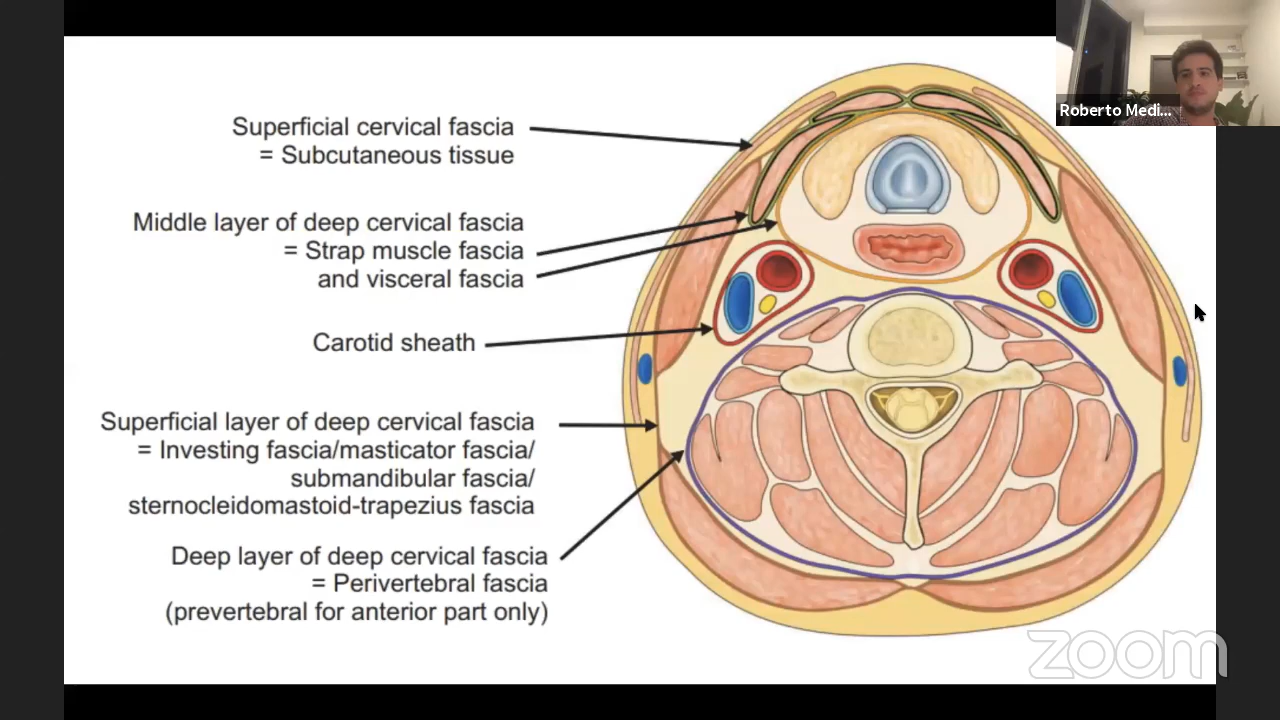 Roberto Medi...
Superficial cervical fascia
= Subcutaneous tissue
Middle layer of deep cervical fascia
= Strap muscle fascia
and visceral fascia
Carotid sheath
Superficial layer of deep cervical fascia
= Investing fascia/masticator fascia/
submandibular fascia/
sternocleidomastoid-trapezius fascia
Deep layer of deep cervical fascia
= Perivertebral fascia
(prevertebral for anterior part only)
zoom